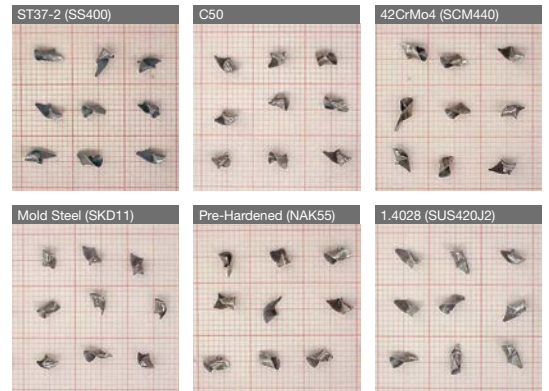 ST37-2 (SS400)
C50
42CrMo4 (SCM440)
Mold Steel (SKD11)
Pre-Hardened (NAK55)
1.4028 (SUS420J2)